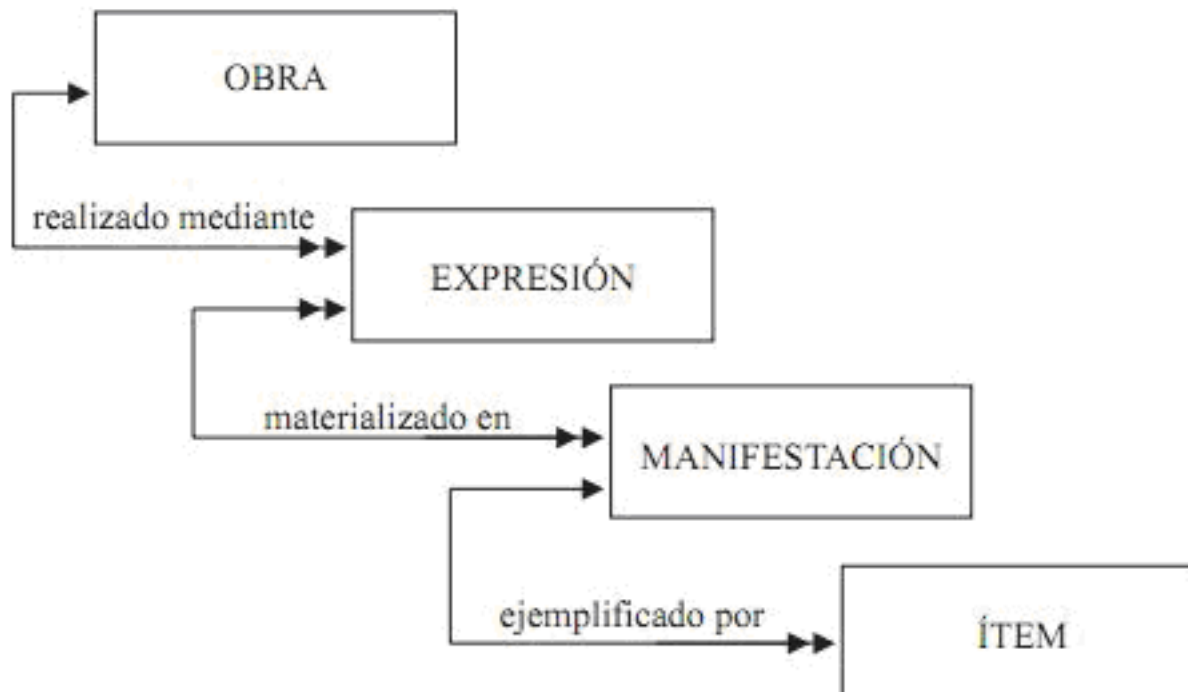 OBRA
realizado mediante
EXPRESIÓN
materializado en
MANIFESTACIÓN
ejemplificado por
ÍTEM